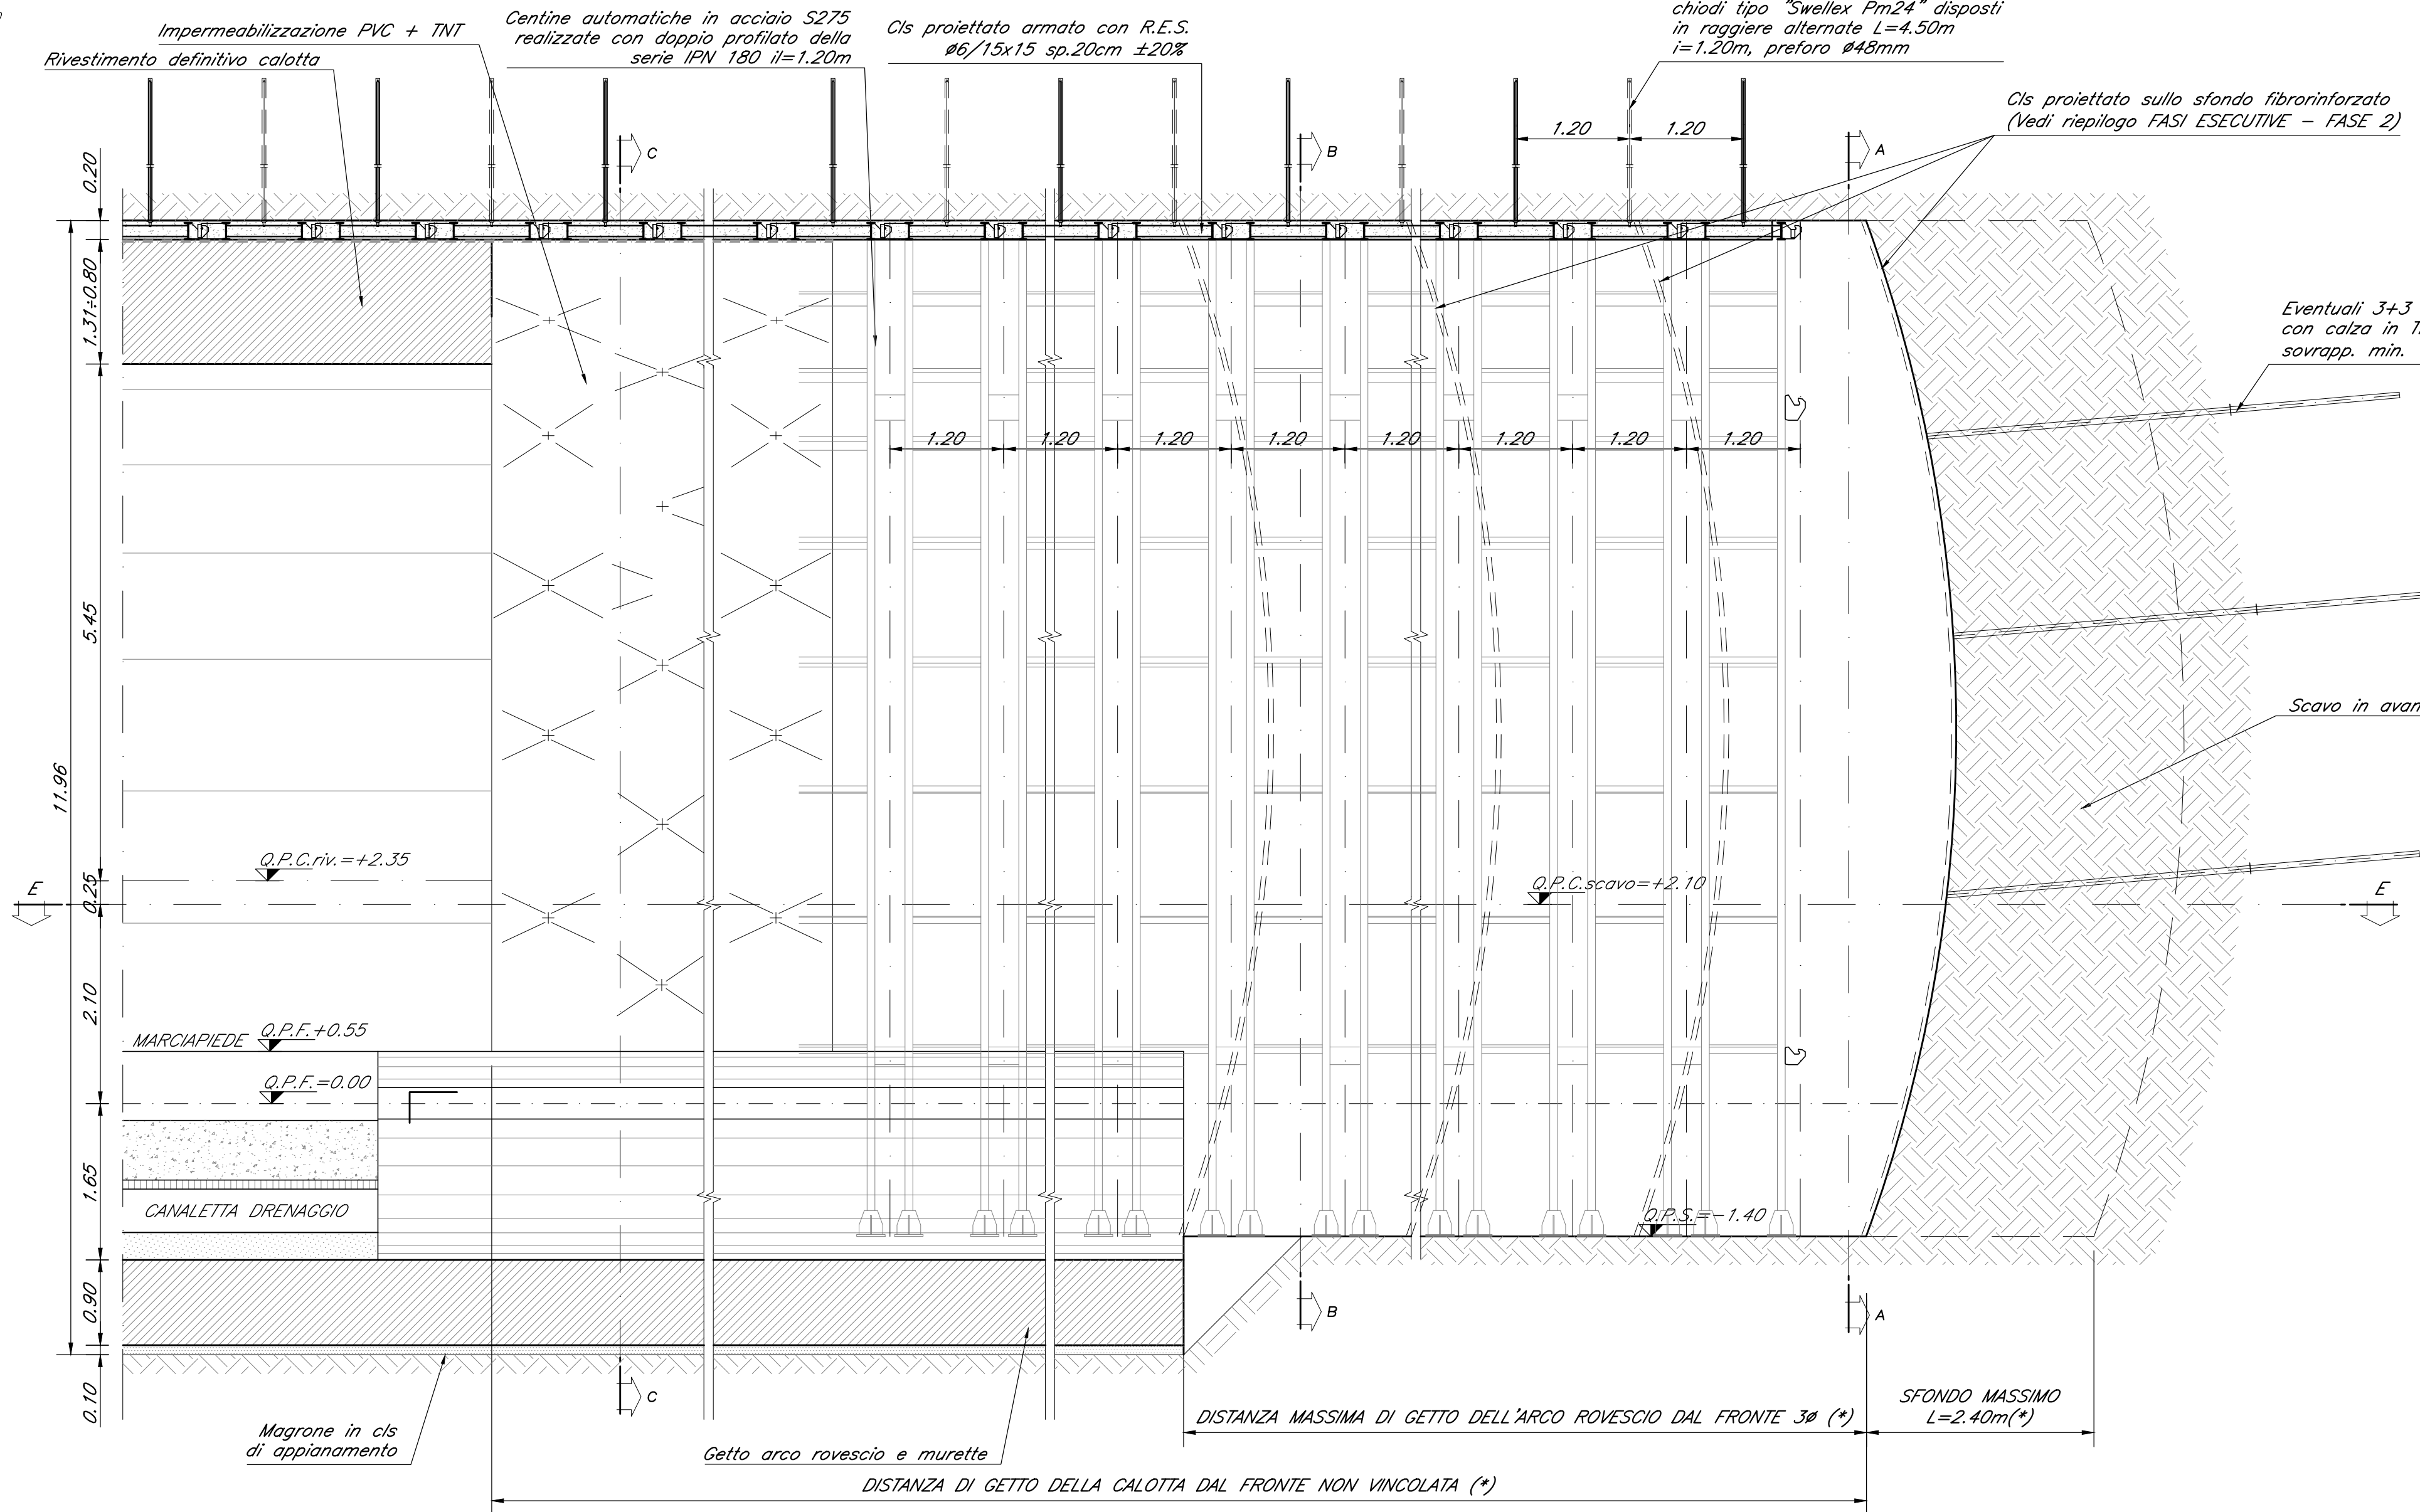 Impermeabilizzazione PVC + TNT
Rivestimento definitivo calotta
Centine automatiche in acciaio S275
realizzate con doppio profilato della
serie IPN 180 iI=1.20m
Cls proiettato armato con R.E.S.
ø6/15x15 sp.20cm ±20%
chiodi tipo "Swellex Pm24" disposti
in raggiere alternate L=4.50m
i=1.20m, preforo ø48mm
Cls proiettato sullo sfondo fibrorinforzato
(Vedi riepilogo FASI ESECUTIVE – FASE 2)
1.20
1.20
C
B
A
0.20
1.31÷0.80
Eventuali 3+3
con calza in
sovrapp. min.
1.20
1.20
1.20
1.20
1.20
1.20
1.20
1.20
5.45
11.96
Scavo in avan
Q.P.C.riv.=+2.35
0.25
Q.P.C.scavo=+2.10
E
E
2.10
MARCIAPIEDE
Q.P.F.+0.55
Q.P.F.=0.00
1.65
CANALETTA DRENAGGIO
Q.P.S.=-1.40
0.90
B
A
0.10
C
Magrone in cls
di appianamento
Getto arco rovescio e murette
DISTANZA MASSIMA DI GETTO DELL'ARCO ROVESCIO DAL FRONTE 3ø (*)
SFONDO MASSIMO
L=2.40m(*)
DISTANZA DI GETTO DELLA CALOTTA DAL FRONTE NON VINCOLATA (*)